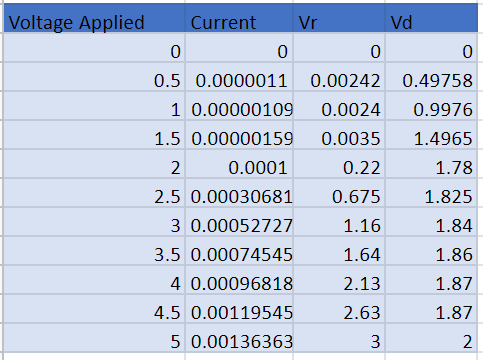 Voltage Applied Current Vr Vd
0 0 0 0
0.5 0.0000011 0.00242 0.49758
1 0.00000109 0.0024 0.9976
1.5 0.00000159 0.0035 1.4965
2 0.0001 0.22 1.78
2.5 0.00030681 0.675 1.825
3 0.00052727 1.16 1.84
3.5 0.00074545 1.64 1.86
4 0.00096818 2.13 1.87
4.5 0.00119545 2.63 1.87
5 0.00136363 3 2